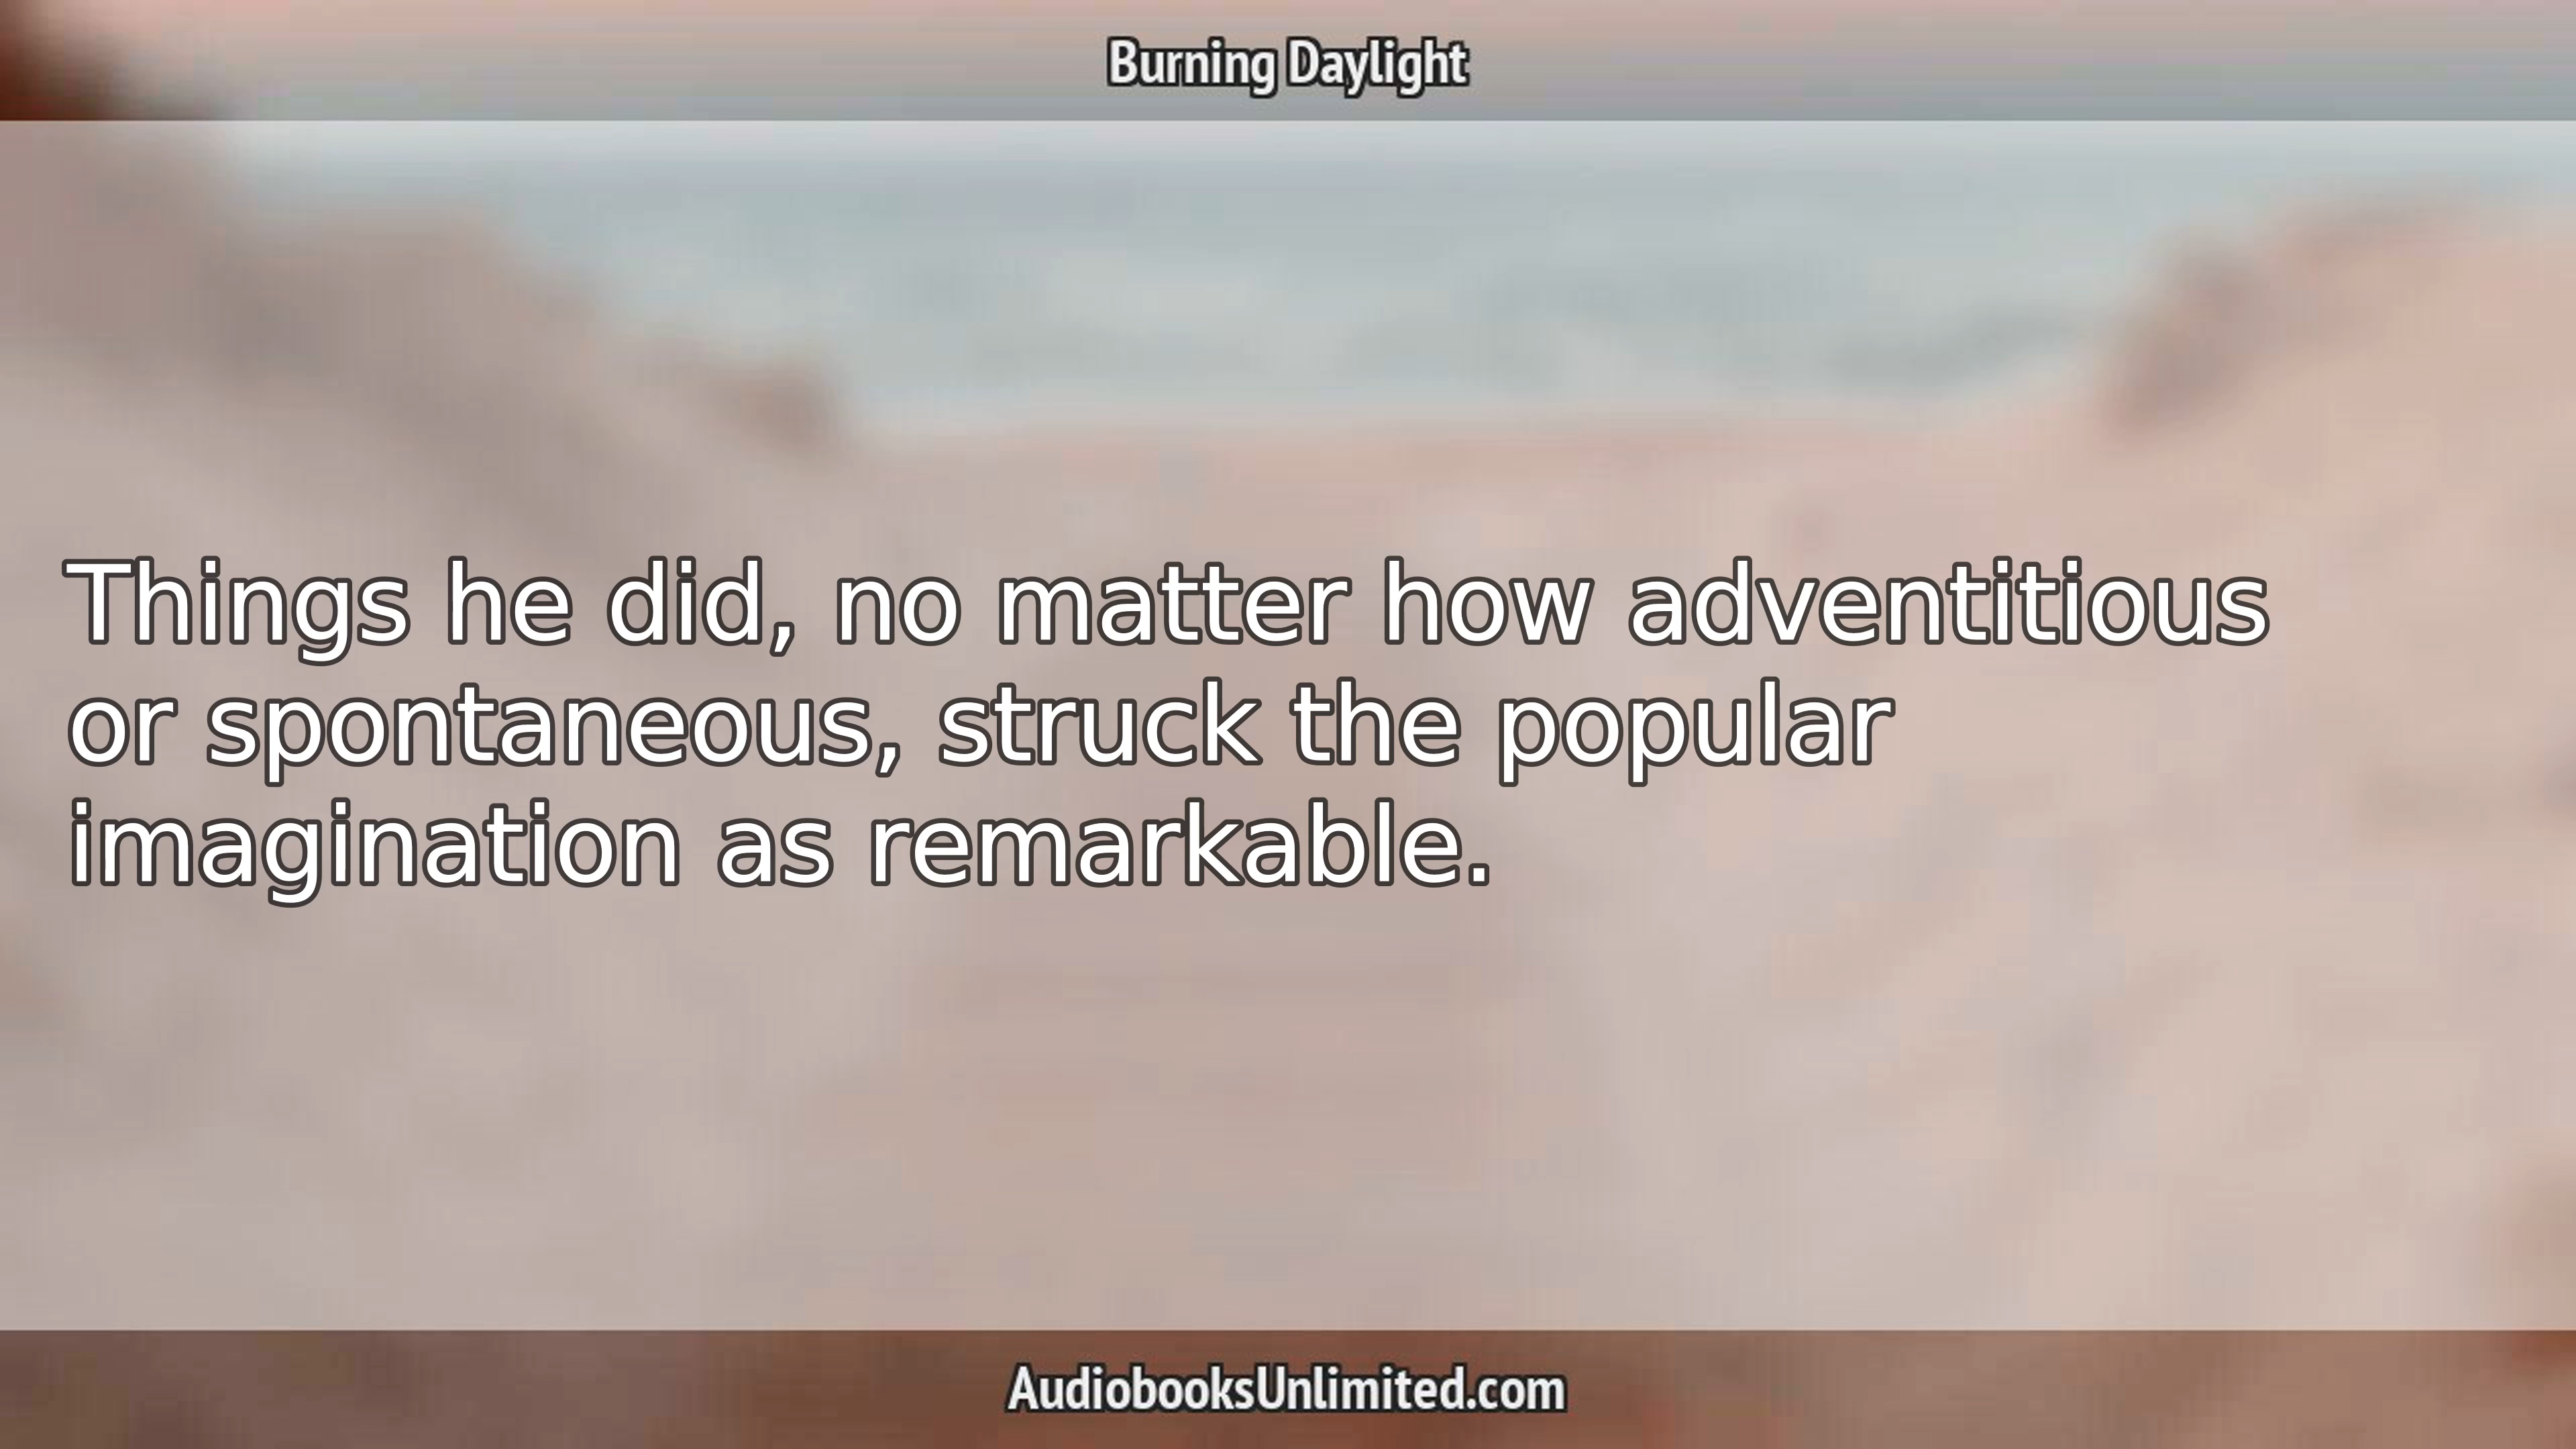 Burning Daylight
Things he did, no matter how adventitious
or spontaneous, struck the popular
imagination as remarkable.
AudiobooksUnlimited.com